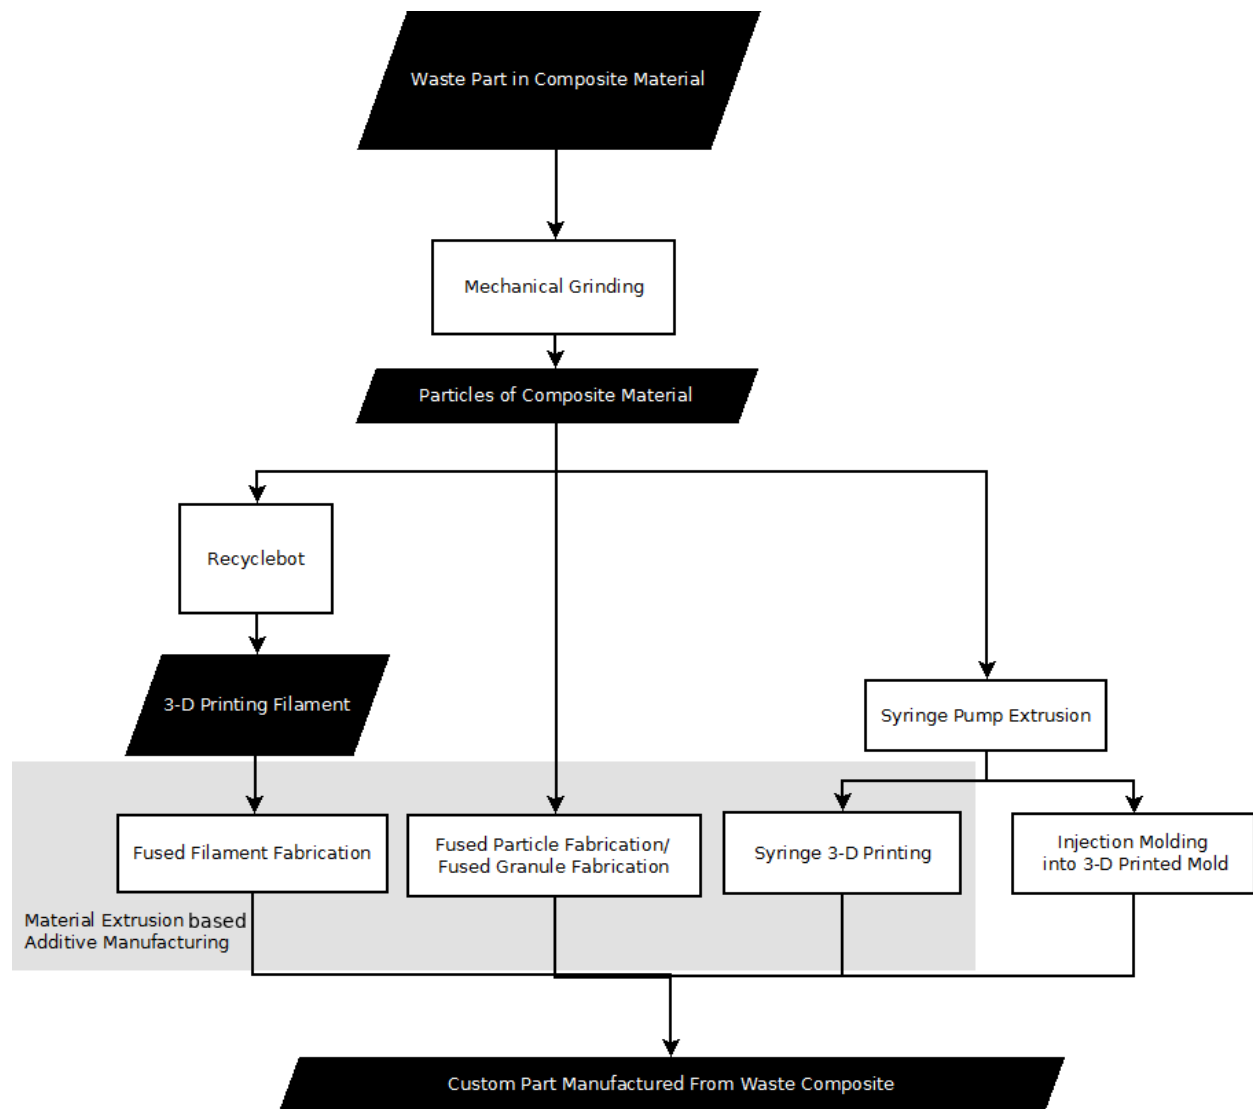 Waste Part in Composite Material
Mechanical Grinding
Particles of Composite Material
Recyclebot
3-D Printing Filament
Syringe Pump Extrusion
Fused Filament Fabrication
Fused Particle Fabrication/
Fused Granule Fabrication
Syringe 3-D Printing
Injection Molding
into 3-D Printed Mold
Material Extrusion based
Additive Manufacturing
Custom Part Manufactured From Waste Composite